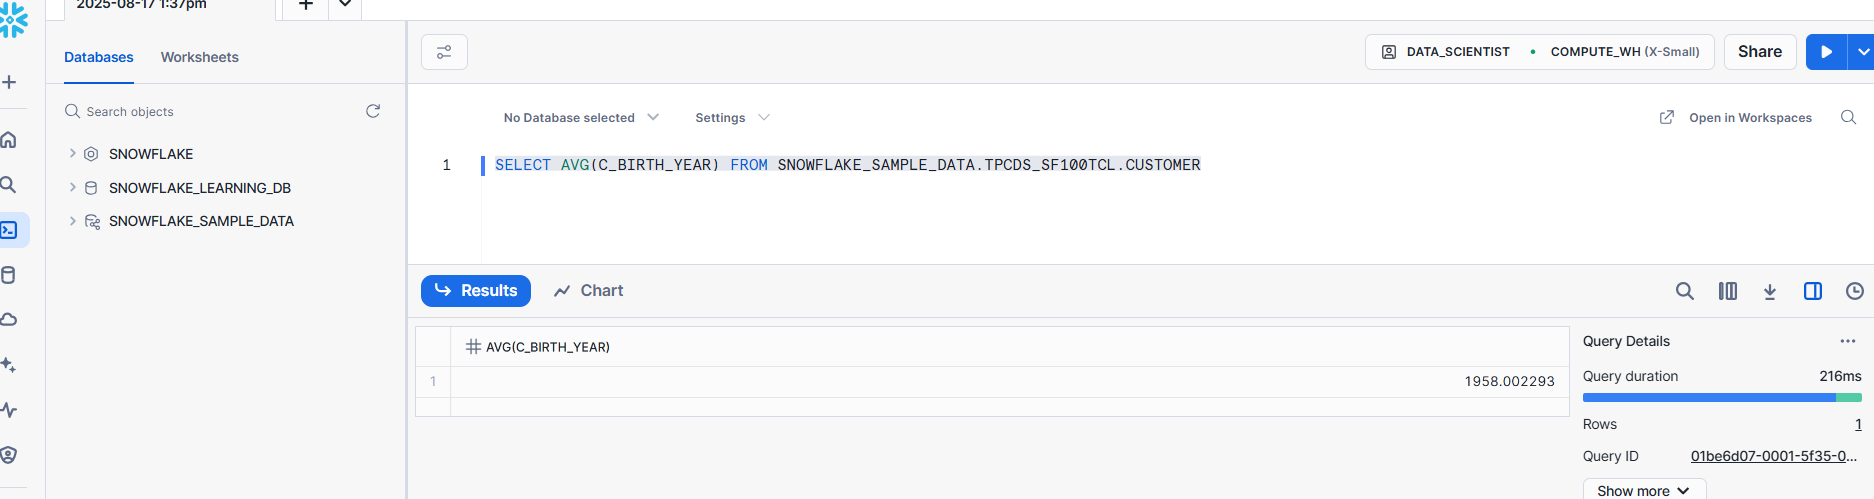 2025-08-17 1:37pm
Databases Worksheets
Search objects
SNOWFLAKE
SNOWFLAKE_LEARNING_DB
SNOWFLAKE_SAMPLE_DATA
DATA_SCIENTIST • COMPUTE_WH (X-Small) Share
No Database selected Settings Open in Workspaces
1 SELECT AVG(C_BIRTH_YEAR) FROM SNOWFLAKE_SAMPLE_DATA.TPCDS_SF100TCL.CUSTOMER
Results Chart
AVG(C_BIRTH_YEAR)
1 1958.002293
Query Details ...
Query duration 216ms
Rows 1
Query ID 01be6d07-0001-5f35-0...
Show more